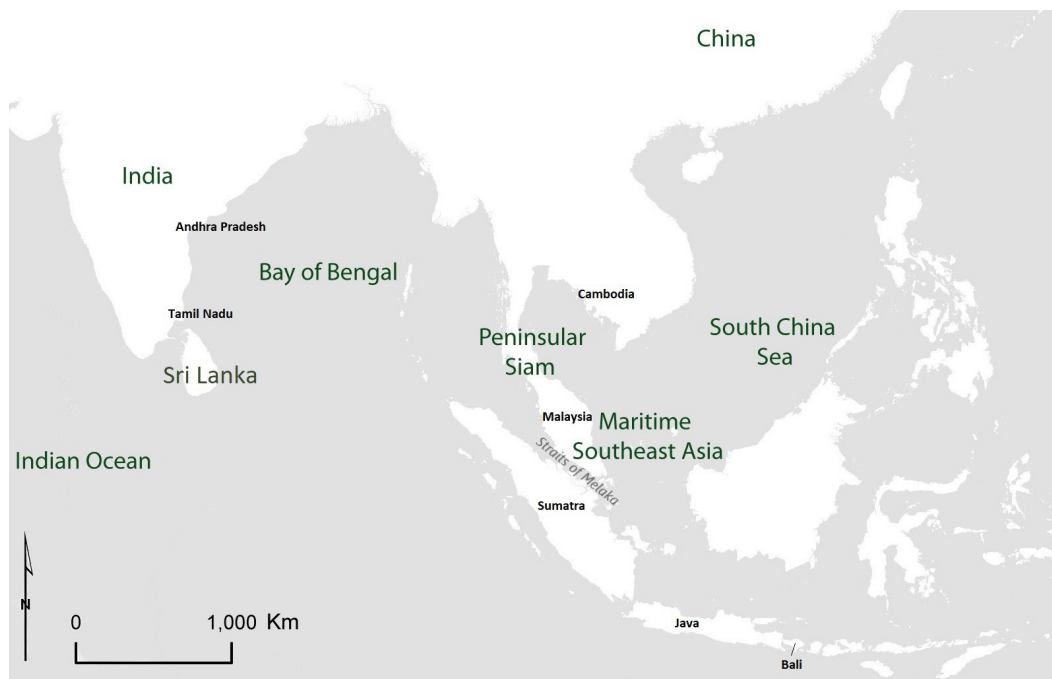 China
India
Andhra Pradesh
Bay of Bengal
Cambodia
Tamil Nadu
Peninsular
Siam
South China
Sea
Sri Lanka
Malaysia
Maritime
Southeast Asia
Straits of Melaka
Indian Ocean
Sumatra
N
0
1,000 Km
Java
Bali